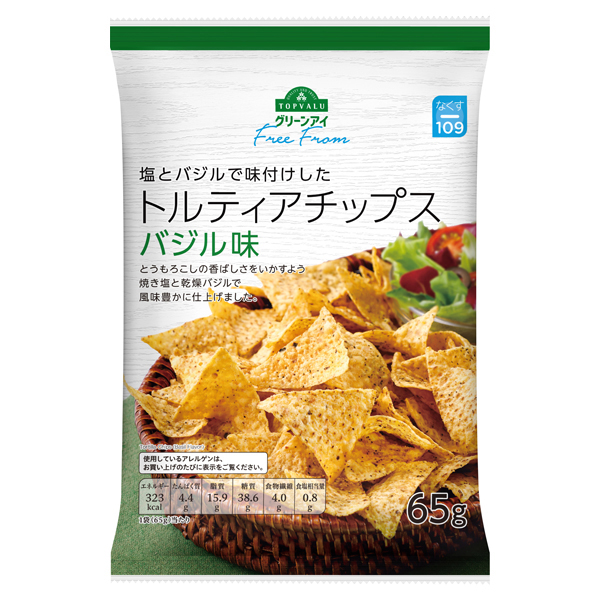 TOPVALU
グリーンアイ
Free From
なくす
109
塩とバジルで味付けした
トルティアチップス
バジル味
とうもろこしの香ばしさをいかすよう
焼き塩と乾燥バジルで
風味豊かに仕上げました。
使用しているアレルゲンは、
お買い上げのたびに表示をご覧ください。
エネルギー たんぱく質 脂質 糖質 食物繊維 食塩相当量
323 kcal 4.4 g 15.9 g 38.6 g 4.0 g 0.8 g
1袋(65g)当たり
65g